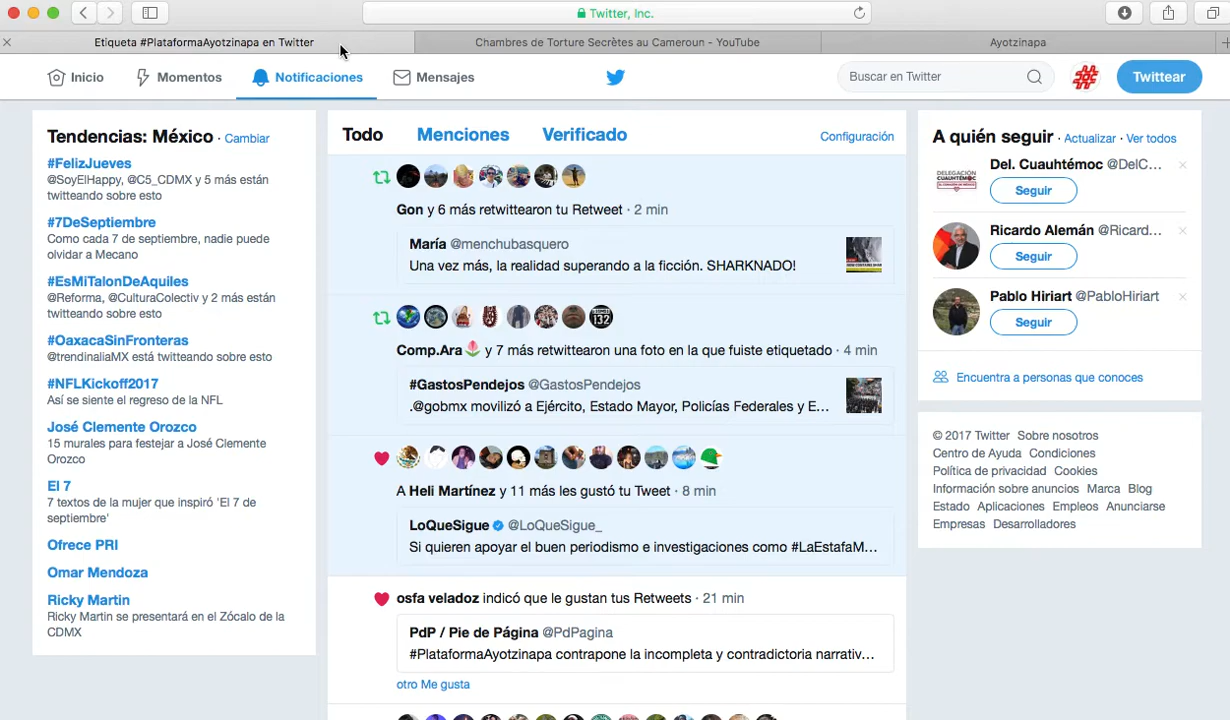 Twitter, Inc.
Etiqueta #PlataformaAyotzinapa en Twitter
Chambres de Torture Secrètes au Cameroun - YouTube
Ayotzinapa
Inicio
Momentos
Notificaciones
Mensajes
Buscar en Twitter
#
Twittear
Tendencias: México · Cambiar
#FelizJueves
@SoyElHappy, @C5_CDMX y 5 más están
twitteando sobre esto
#7DeSeptiembre
Como cada 7 de septiembre, nadie puede
olvidar a Mecano
#EsMiTalonDeAquiles
@Reforma, @CulturaColectiv y 2 más están
twitteando sobre esto
#OaxacaSinFronteras
@trendinaliaMX está twitteando sobre esto
#NFLKickoff2017
Así se siente el regreso de la NFL
José Clemente Orozco
15 murales para festejar a José Clemente
Orozco
El 7
7 textos de la mujer que inspiró 'El 7 de
septiembre'
Ofrece PRI
Omar Mendoza
Ricky Martin
Ricky Martin se presentará en el Zócalo de la
CDMX
Todo
Menciones
Verificado
Configuración
Gon y 6 más retwittearon tu Retweet · 2 min
María @menchubasquero
Una vez más, la realidad superando a la ficción. SHARKNADO!
132
Comp.Ara🌷 y 7 más retwittearon una foto en la que fuiste etiquetado · 4 min
#GastosPendejos @GastosPendejos
.@gobmx movilizó a Ejército, Estado Mayor, Policías Federales y E...
A Heli Martínez y 11 más les gustó tu Tweet · 8 min
LoQueSigue @LoQueSigue_
Si quieren apoyar el buen periodismo e investigaciones como #LaEstafaM...
osfa veladoz indicó que le gustan tus Retweets · 21 min
PdP / Pie de Página @PdPagina
#PlataformaAyotzinapa contrapone la incompleta y contradictoria narrativ...
otro Me gusta
A quién seguir · Actualizar · Ver todos
Del. Cuauhtémoc @DelC...
Seguir
Ricardo Alemán @Ricard...
Seguir
Pablo Hiriart @PabloHiriart
Seguir
Encuentra a personas que conoces
© 2017 Twitter Sobre nosotros
Centro de Ayuda Condiciones
Política de privacidad Cookies
Información sobre anuncios Marca Blog
Estado Aplicaciones Empleos Anunciarse
Empresas Desarrolladores